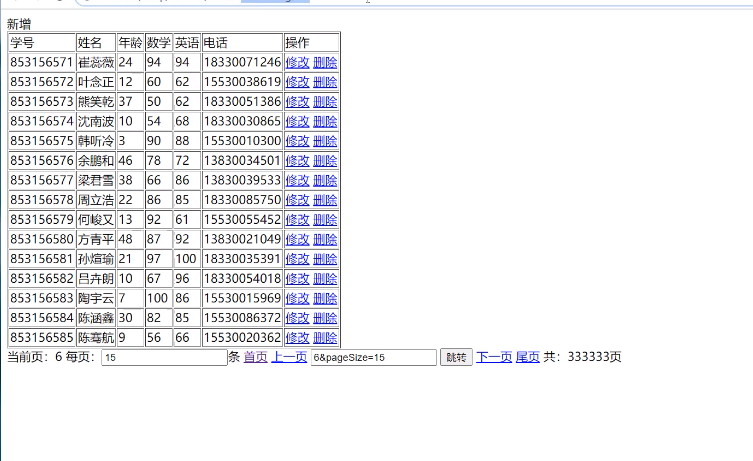 新增
学号 姓名 年龄 数学 英语 电话 操作
853156571 崔蕊薇 24 94 94 18330071246 修改 删除
853156572 叶念正 12 60 62 15530038619 修改 删除
853156573 熊笑乾 37 50 62 18330051386 修改 删除
853156574 沈南波 10 54 68 18330030865 修改 删除
853156575 韩听冷 3 90 88 15530010300 修改 删除
853156576 余鹏和 46 78 72 13830034501 修改 删除
853156577 梁君雪 38 66 86 13830039533 修改 删除
853156578 周立浩 22 86 85 18330085750 修改 删除
853156579 何峻又 13 92 61 15530055452 修改 删除
853156580 方青平 48 87 92 13830021049 修改 删除
853156581 孙煊瑜 21 97 100 18330035391 修改 删除
853156582 吕卉朗 10 67 96 18330054018 修改 删除
853156583 陶宇云 7 100 86 15530015969 修改 删除
853156584 陈涵鑫 30 82 85 15530086372 修改 删除
853156585 陈骞航 9 56 66 15530020362 修改 删除
当前页：6 每页： 15 条 首页 上一页 6&pageSize=15 跳转 下一页 尾页 共：333333页